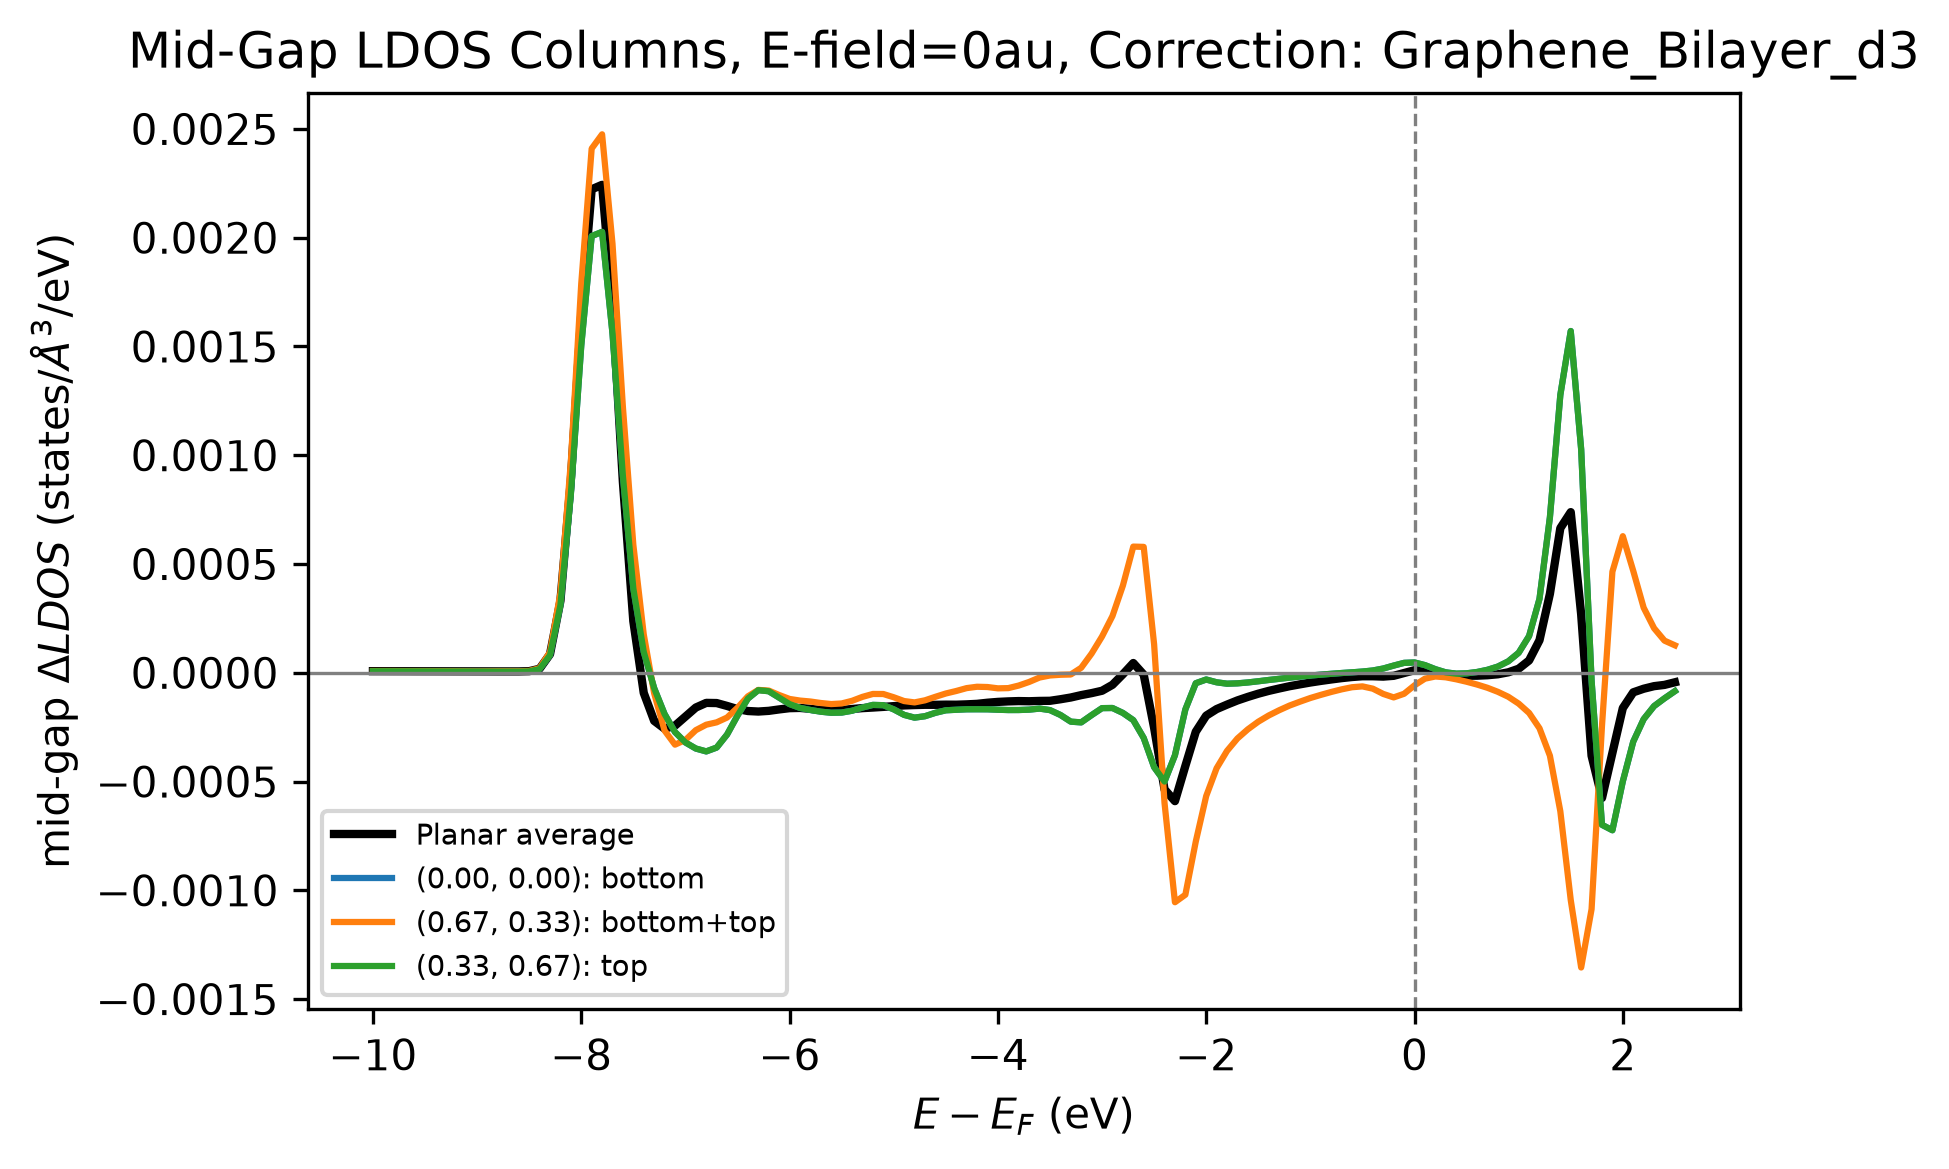 Mid-Gap LDOS Columns, E-field=0au, Correction: Graphene_Bilayer_d3
mid-gap ΔLDOS (states/Å³/eV)
0.0025
0.0020
0.0015
0.0010
0.0005
0.0000
−0.0005
−0.0010
−0.0015
Planar average
(0.00, 0.00): bottom
(0.67, 0.33): bottom+top
(0.33, 0.67): top
−10 −8 −6 −4 −2 0 2
E − E_F (eV)